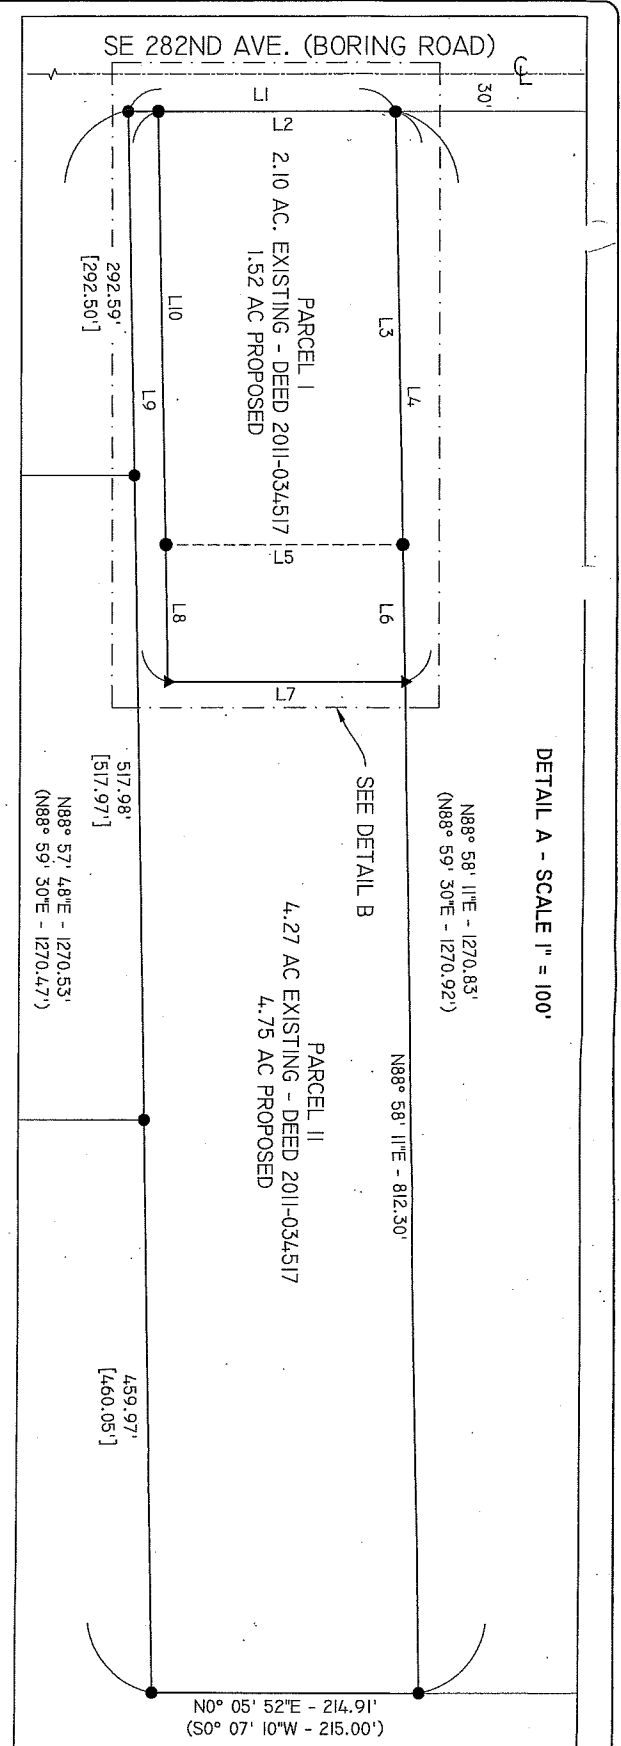 SE 282ND AVE. (BORING ROAD)
℄
30'
L1
L2
PARCEL I
2.10 AC. EXISTING - DEED 2011-034517
1.52 AC PROPOSED
L3
L4
L10
L9
292.59'
[292.50']
L5
L8
L6
L7
SEE DETAIL B
DETAIL A - SCALE 1" = 100'
N88° 58' 11"E - 1270.83'
(N88° 59' 30"E - 1270.92')
N88° 58' 11"E - 812.30'
PARCEL II
4.27 AC EXISTING - DEED 2011-034517
4.75 AC PROPOSED
517.98'
[517.97']
N88° 57' 48"E - 1270.53'
(N88° 59' 30"E - 1270.47')
459.97'
[460.05']
N0° 05' 52"E - 214.91'
(S0° 07' 10"W - 215.00')